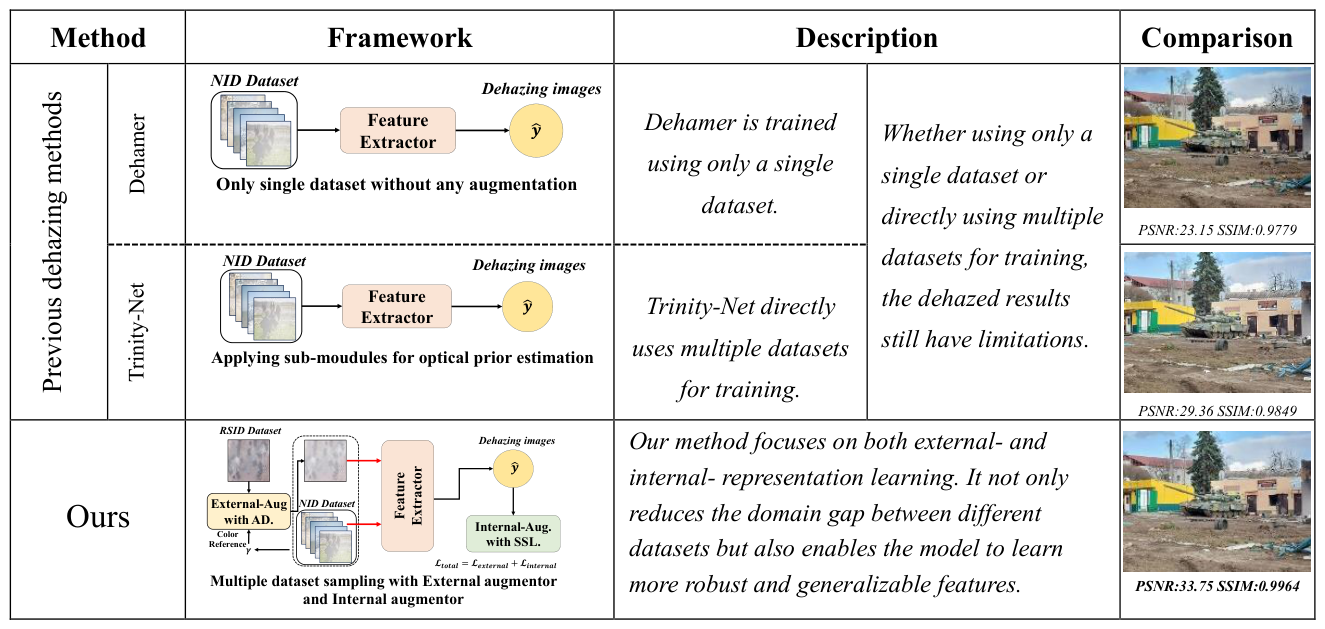 Method
Framework
Description
Comparison
Previous dehazing methods
Dehamer
NID Dataset
Dehazing images
Feature
Extractor
ŷ
Only single dataset without any augmentation
Dehamer is trained
using only a single
dataset.
Whether using only a
single dataset or
directly using multiple
datasets for training,
the dehazed results
still have limitations.
PSNR:23.15 SSIM:0.9779
Trinity-Net
NID Dataset
Dehazing images
Feature
Extractor
ŷ
Applying sub-moudules for optical prior estimation
Trinity-Net directly
uses multiple datasets
for training.
PSNR:29.36 SSIM:0.9849
Ours
RSID Dataset
External-Aug
with AD.
Color
Reference
γ
NID Dataset
Feature
Extractor
Dehazing images
ŷ
Internal-Aug.
with SSL.
ℒtotal = ℒexternal + ℒinternal
Multiple dataset sampling with External augmentor
and Internal augmentor
Our method focuses on both external- and
internal- representation learning. It not only
reduces the domain gap between different
datasets but also enables the model to learn
more robust and generalizable features.
PSNR:33.75 SSIM:0.9964